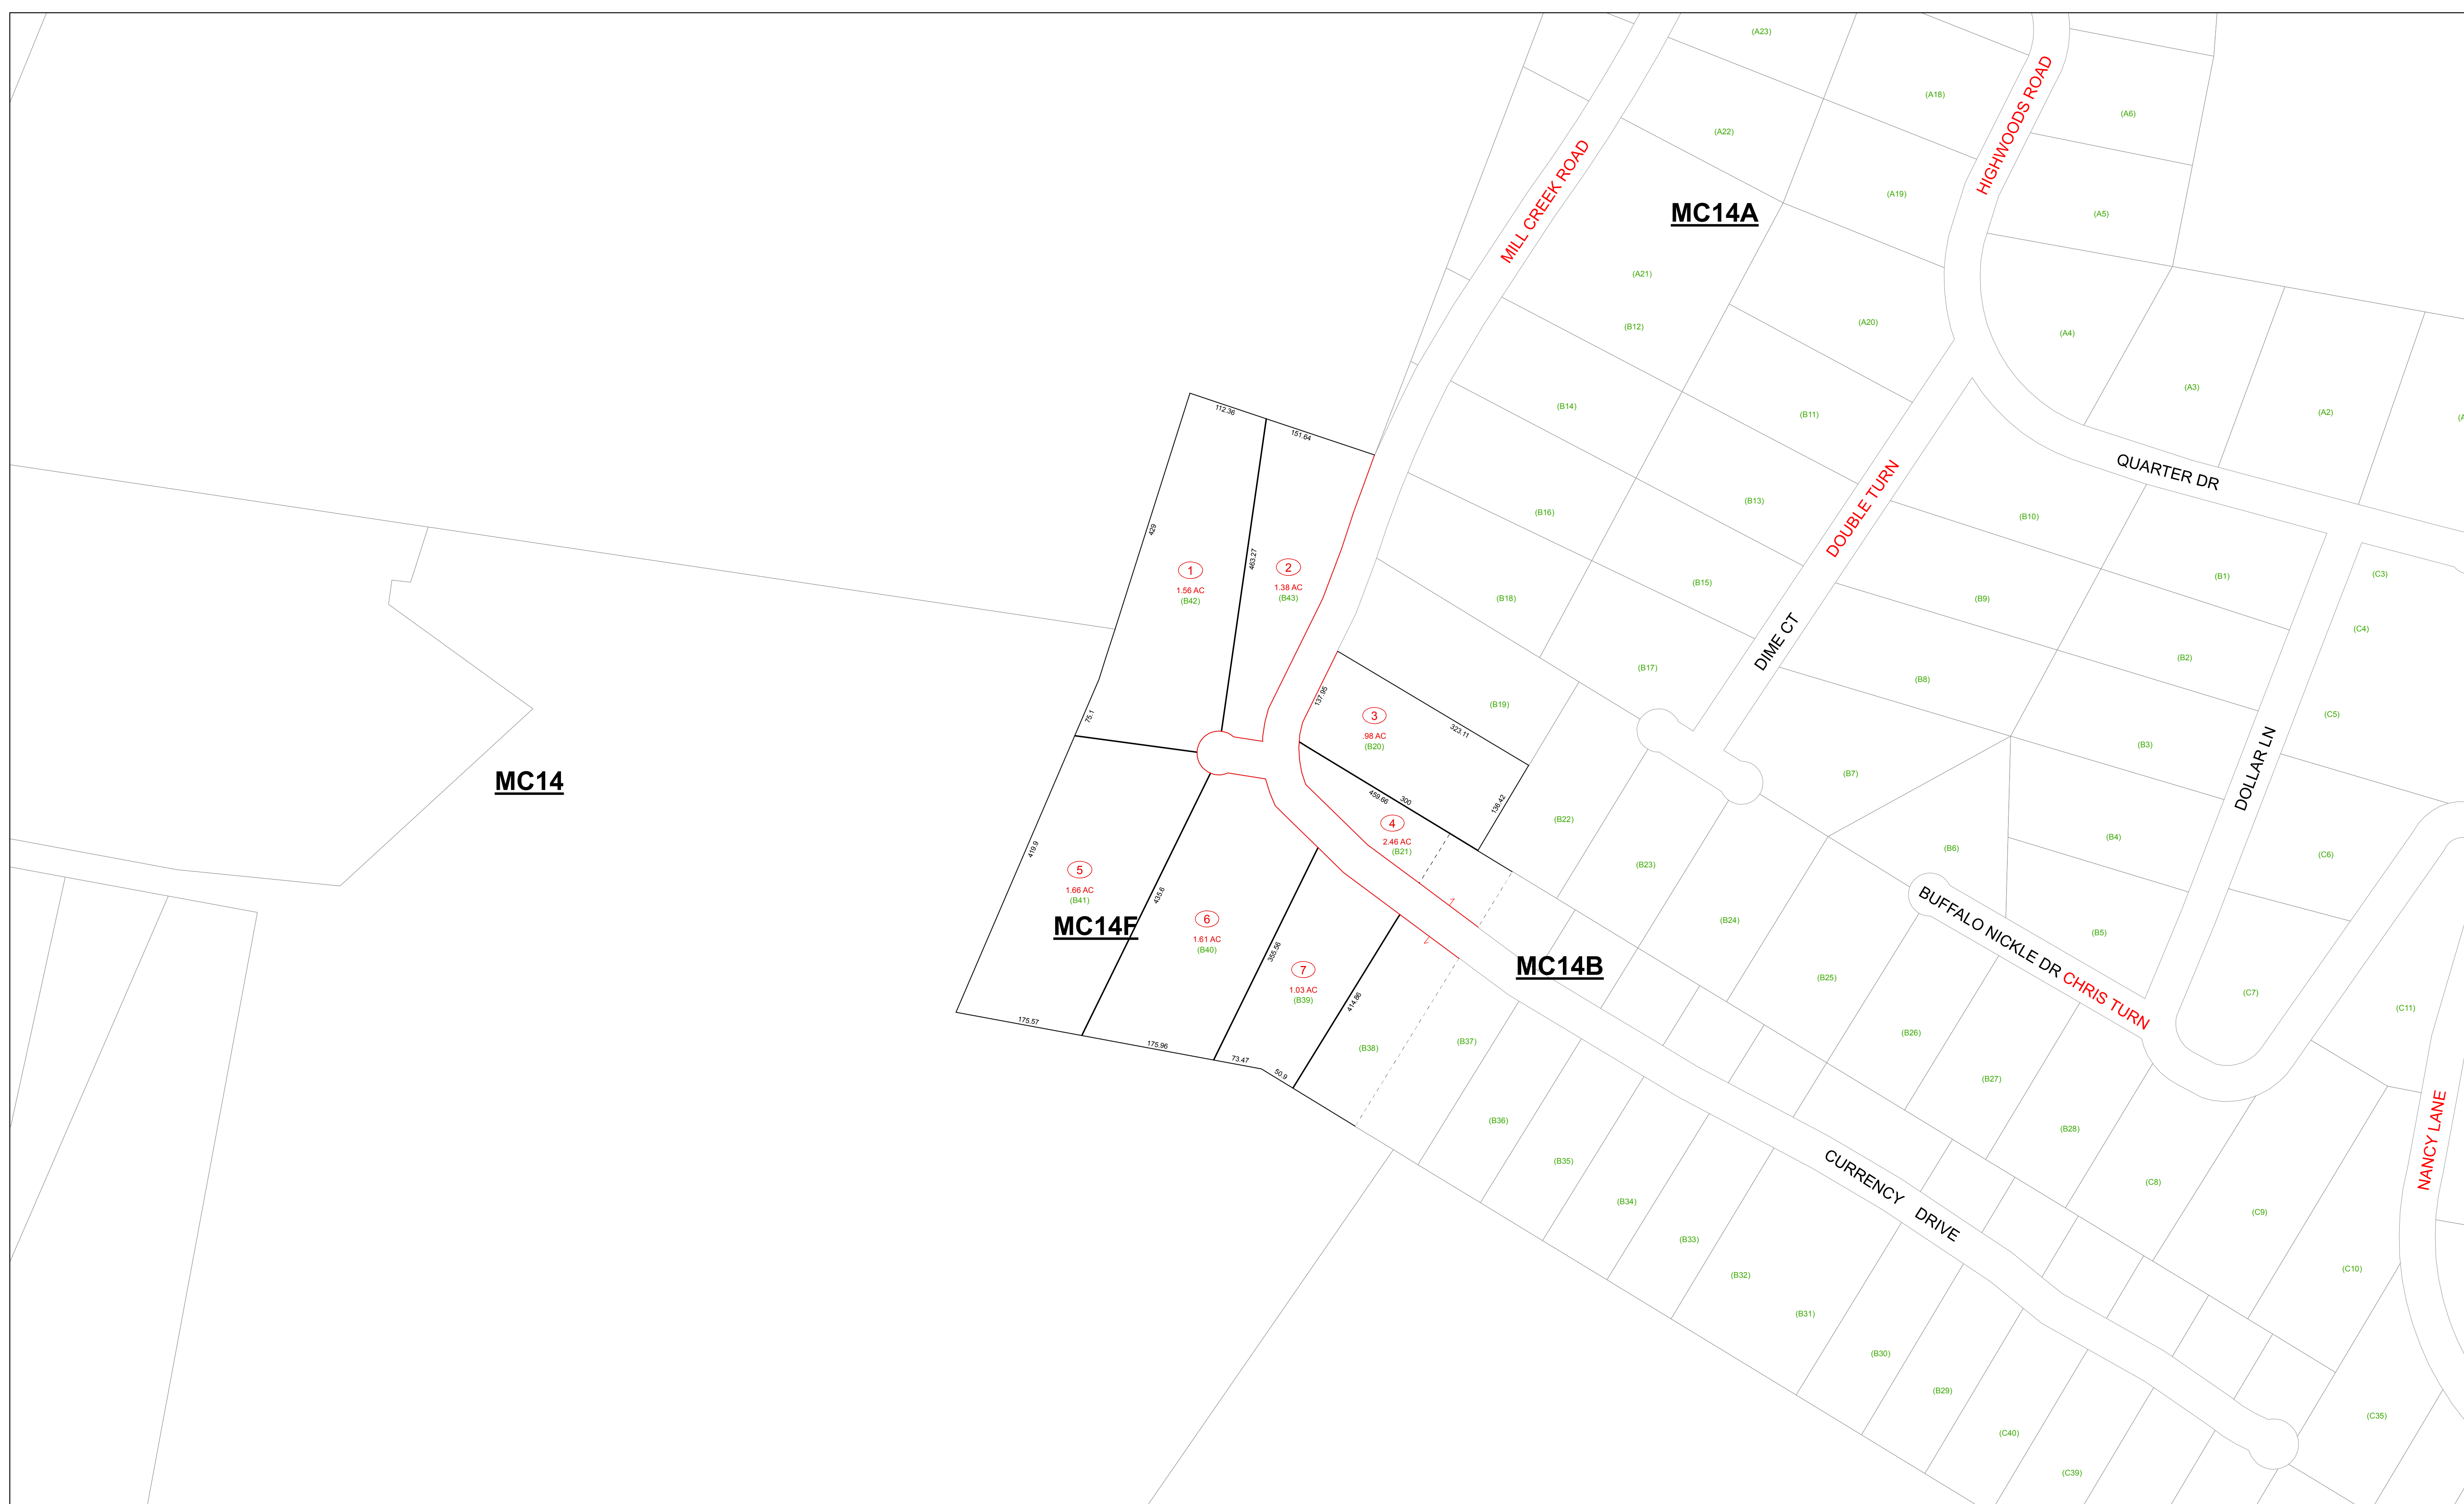 (A23)
HIGHWOODS ROAD
(A18)
(A6)
(A22)
MILL CREEK ROAD
(A19)
MC14A
(A5)
(A21)
(B12)
(A20)
(A4)
(A3)
(A2)
112.36
151.64
(B14)
(B11)
QUARTER DR
DOUBLE TURN
(B13)
(B16)
(B10)
429
463.27
1
1.56 AC
(B42)
2
1.38 AC
(B43)
(B18)
(B15)
(B9)
(B1)
(C3)
(C4)
DIME CT
(B17)
(B2)
(B8)
137.95
75.1
3
.98 AC
(B20)
323.11
(B19)
(C5)
(B3)
DOLLAR LN
MC14
(B7)
459.66
300
136.42
4
2.46 AC
(B21)
(B22)
(B4)
419.9
(B6)
(C6)
5
1.66 AC
(B41)
(B23)
435.6
6
1.61 AC
(B40)
MC14F
(B24)
BUFFALO NICKLE DR
CHRIS TURN
(B5)
355.56
7
1.03 AC
(B39)
MC14B
(B25)
(C7)
414.86
(C11)
175.57
175.96
73.47
50.9
(B38)
(B37)
(B26)
(B27)
NANCY LANE
(B36)
(B28)
(B35)
CURRENCY DRIVE
(C8)
(B34)
(C9)
(B33)
(B32)
(C10)
(B31)
(B30)
(B29)
(C35)
(C40)
(C39)